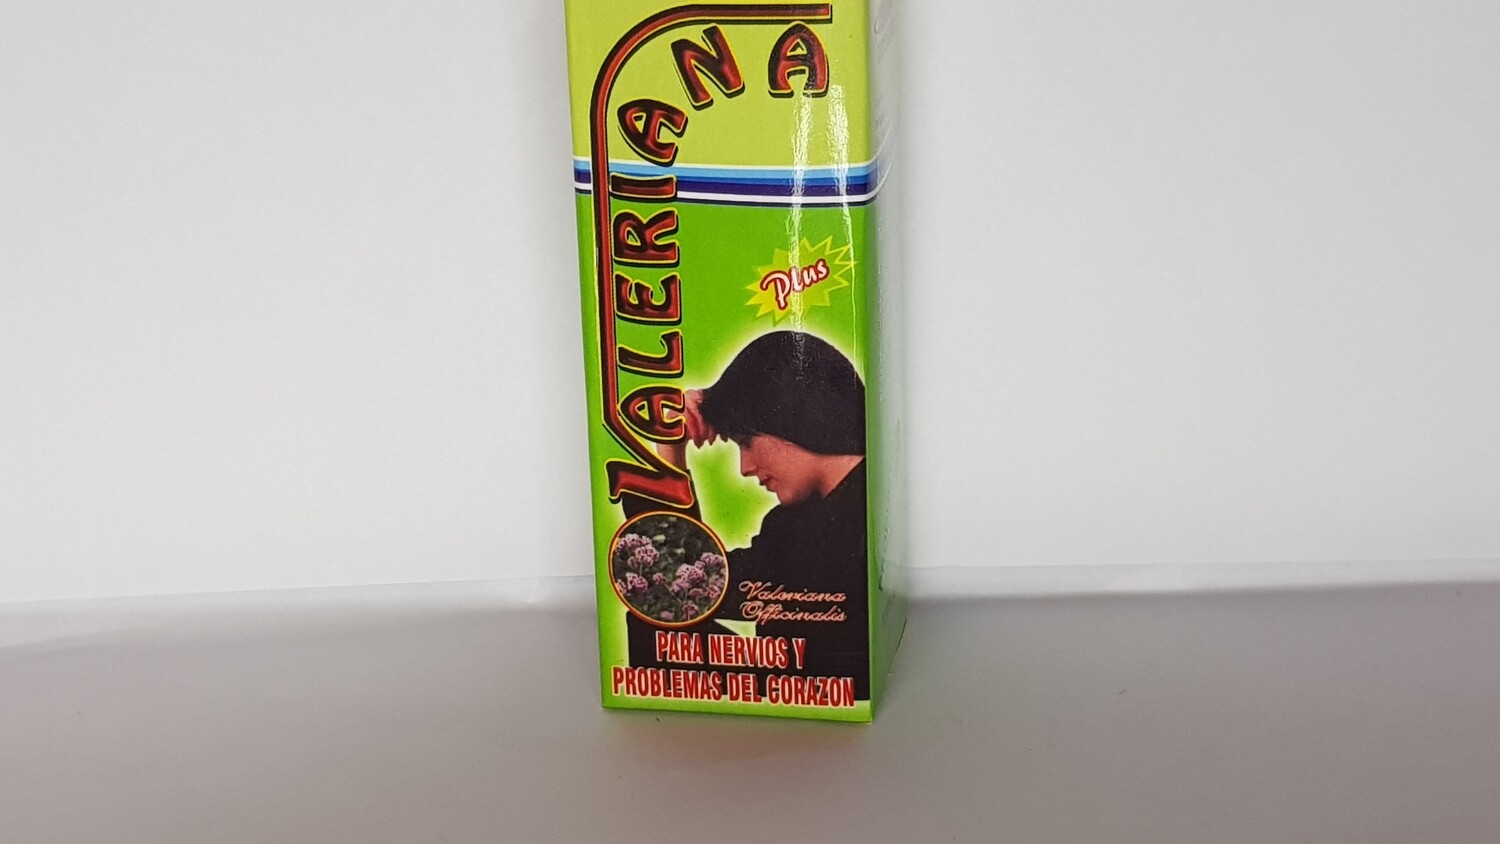 VALERIANA
Plus
Valeriana
Officinalis
PARA NERVIOS Y
PROBLEMAS DEL CORAZON